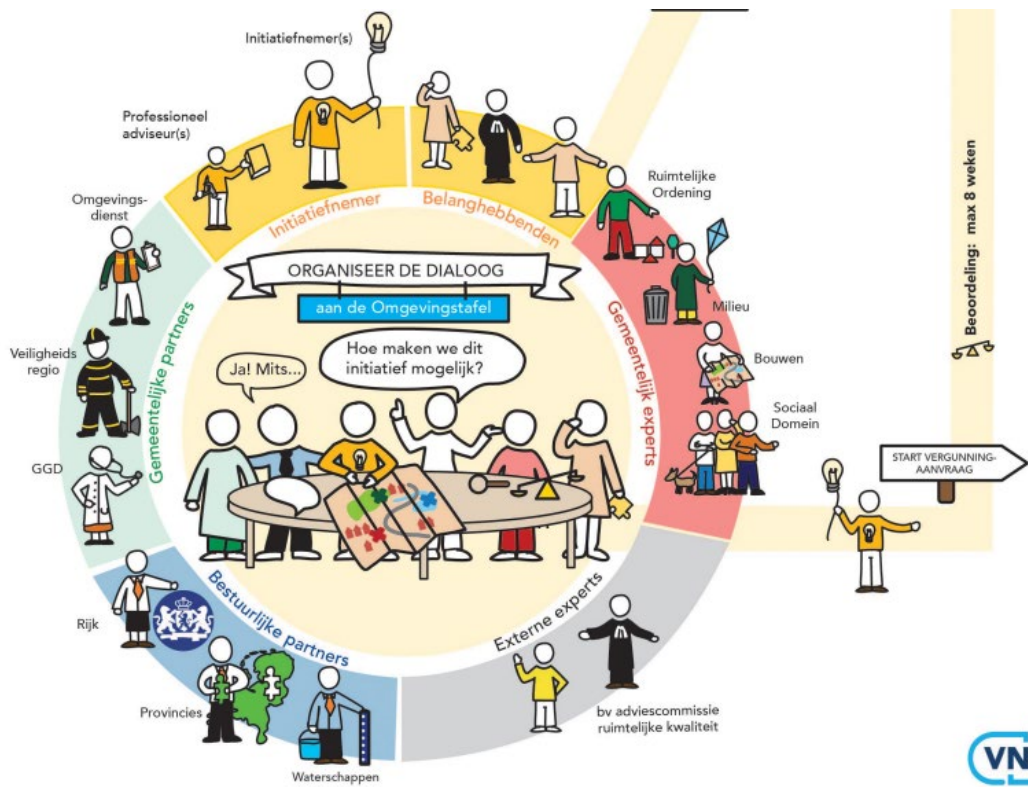 Initiatiefnemer(s)
Professioneel
adviseur(s)
Omgevings-
dienst
Veiligheids
regio
GGD
Rijk
Provincies
Waterschappen
bv adviescommissie
ruimtelijke kwaliteit
Ruimtelijke
Ordening
Milieu
Bouwen
Sociaal
Domein
Initiatiefnemer
Belanghebbenden
Gemeentelijk experts
Externe experts
Bestuurlijke partners
Gemeentelijke partners
ORGANISEER DE DIALOOG
aan de Omgevingstafel
Ja! Mits...
Hoe maken we dit
initiatief mogelijk?
START VERGUNNING-
AANVRAAG
Beoordeling: max 8 weken
VN